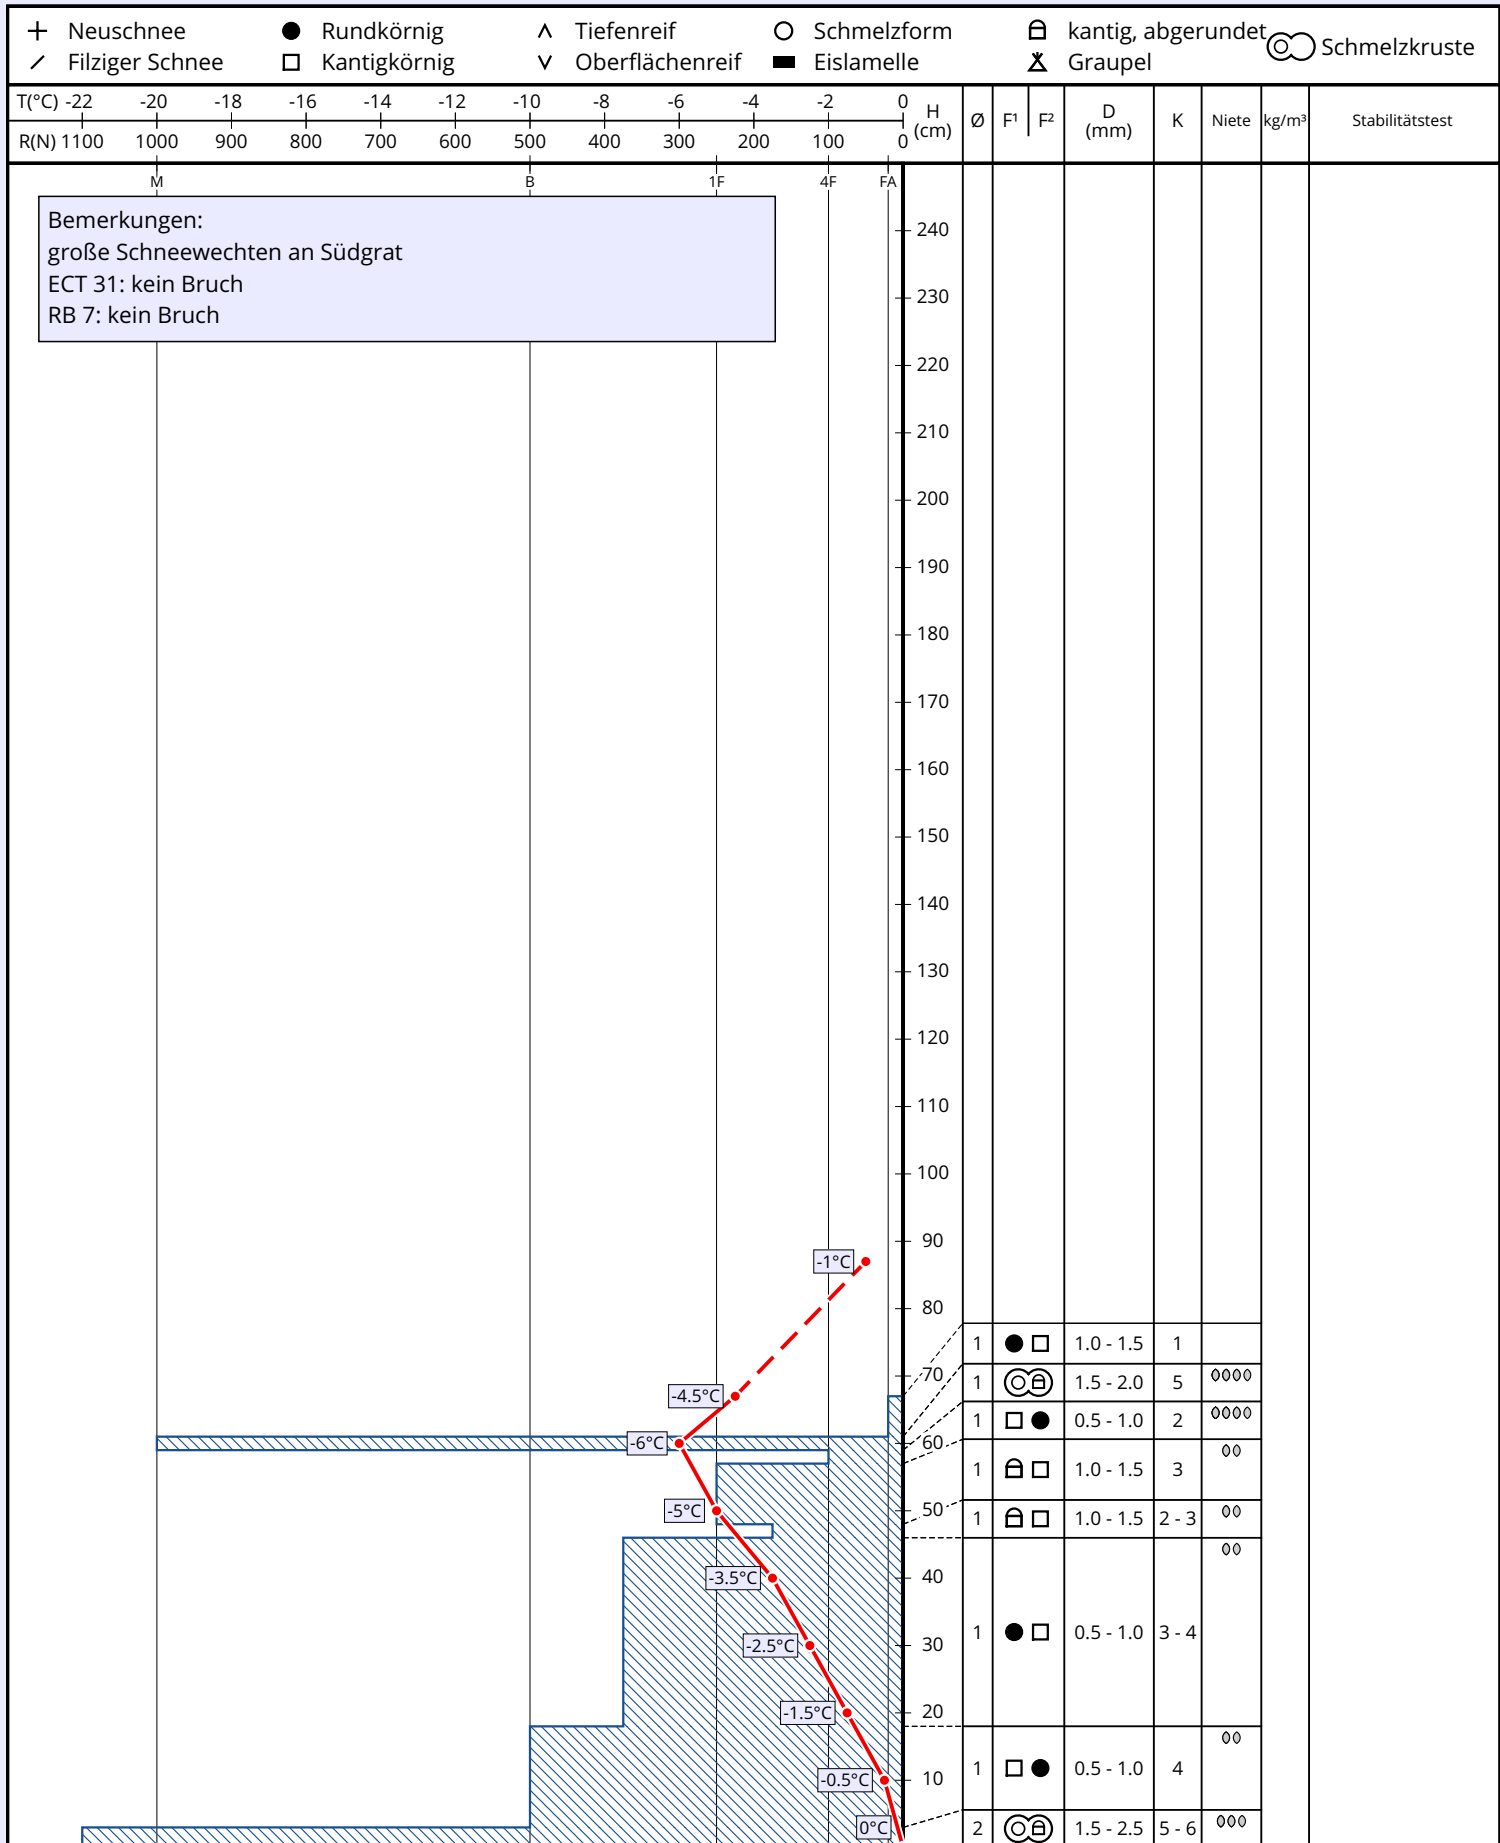 Neuschnee Rundkörnig Tiefenreif Schmelzform kantig, abgerundet Schmelzkruste
Filziger Schnee Kantigkörnig Oberflächenreif Eislamelle Graupel
T(°C) -22 -20 -18 -16 -14 -12 -10 -8 -6 -4 -2 0
R(N) 1100 1000 900 800 700 600 500 400 300 200 100 0
H (cm) Ø F¹ F² D (mm) K Niete kg/m³ Stabilitätstest
M B 1F 4F FA
Bemerkungen:
große Schneewechten an Südgrat
ECT 31: kein Bruch
RB 7: kein Bruch
240
230
220
210
200
190
180
170
160
150
140
130
120
110
100
90
-1°C
80
1 1.0 - 1.5 1
70
-4.5°C
1 1.5 - 2.0 5
1 0.5 - 1.0 2
-6°C 60
1 1.0 - 1.5 3
-5°C 50
1 1.0 - 1.5 2 - 3
-3.5°C 40
1 0.5 - 1.0 3 - 4
-2.5°C 30
-1.5°C 20
1 0.5 - 1.0 4
-0.5°C 10
0°C
2 1.5 - 2.5 5 - 6